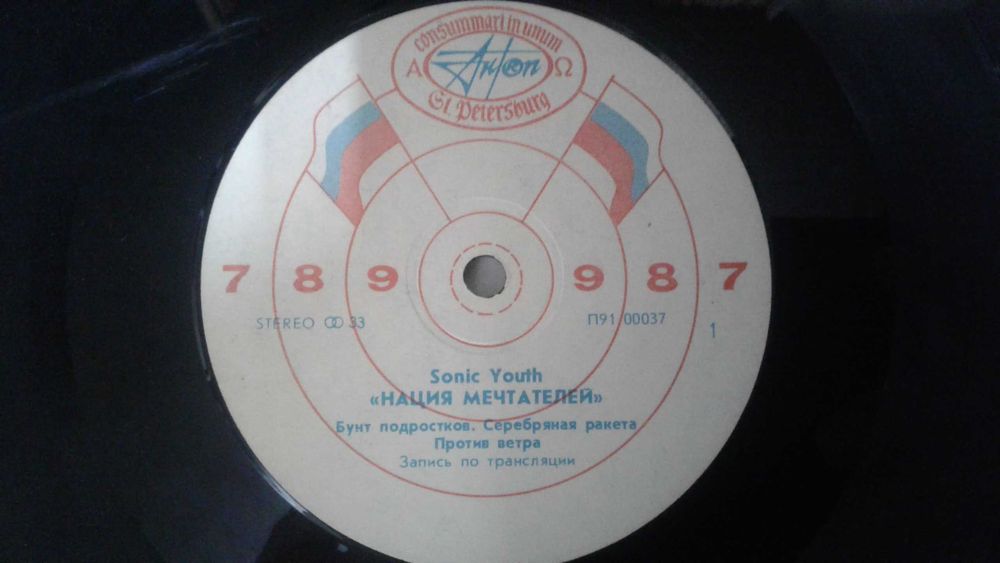 consummari in unum
А АнТроп Ω
St. Petersburg
7 8 9 9 8 7
STEREO 33 П91 00037 1
Sonic Youth
«НАЦИЯ МЕЧТАТЕЛЕЙ»
Бунт подростков. Серебряная ракета
Против ветра
Запись по трансляции